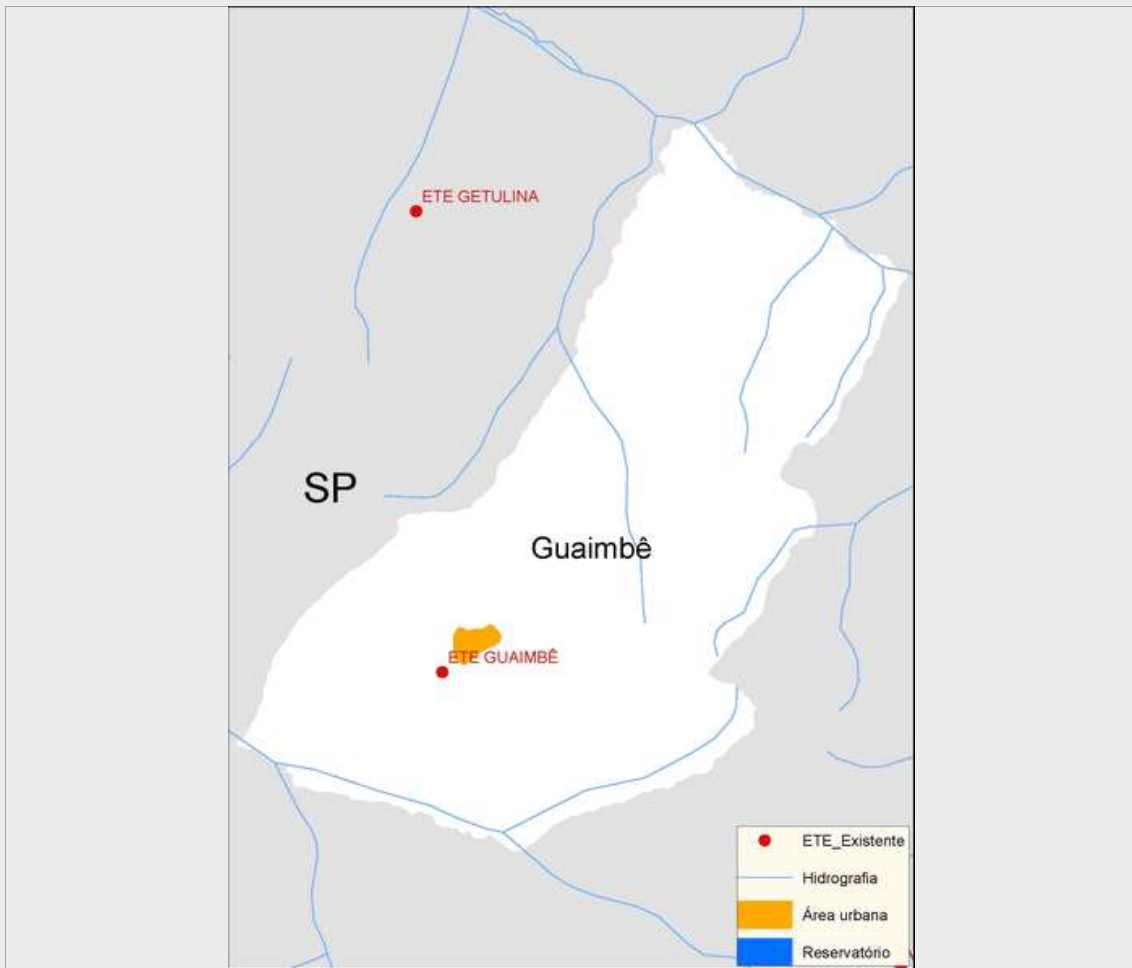 ETE GETULINA
SP
Guaimbê
ETE GUAIMBÊ
ETE_Existente
Hidrografia
Área urbana
Reservatório